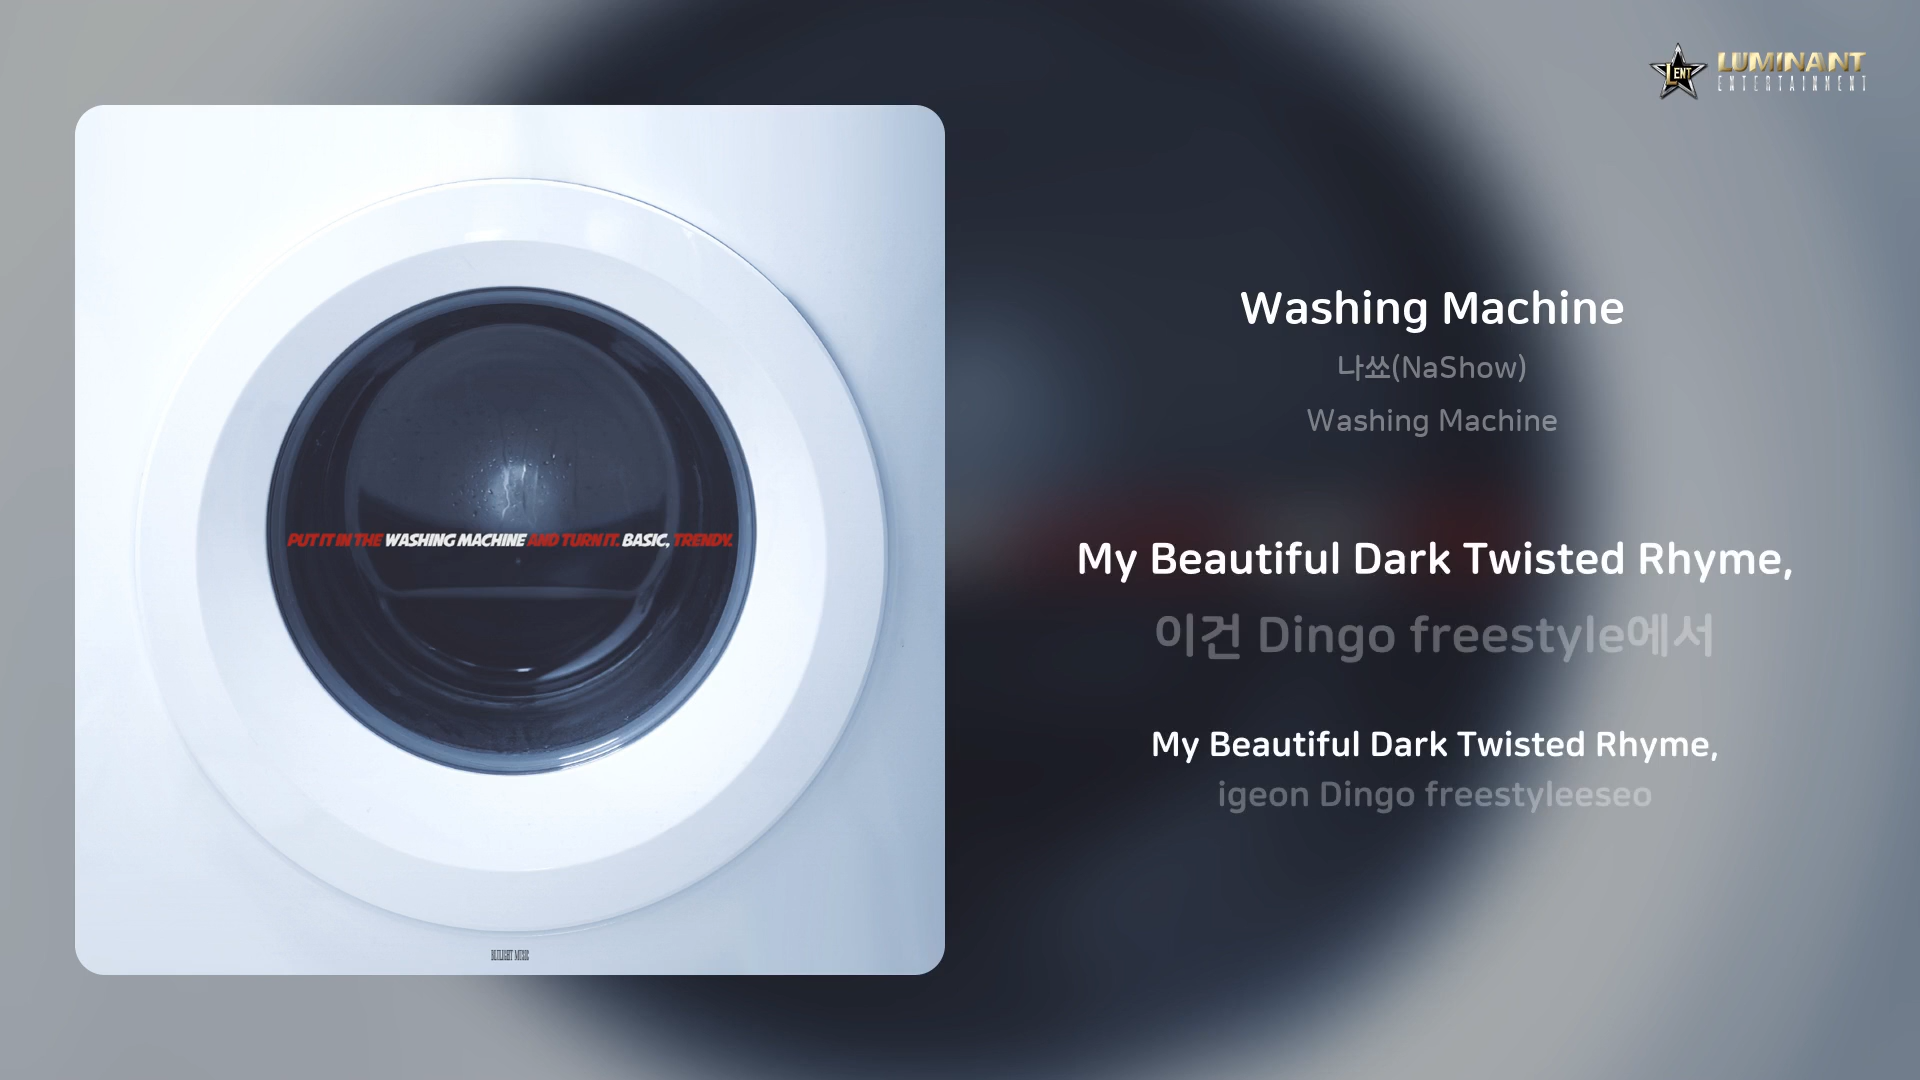 LENT LUMINANT
ENTERTAINMENT
Washing Machine
나쑈(NaShow)
Washing Machine
PUT IT IN THE WASHING MACHINE AND TURN IT. BASIC, TRENDY.
My Beautiful Dark Twisted Rhyme,
이건 Dingo freestyle에서
My Beautiful Dark Twisted Rhyme,
igeon Dingo freestyleeseo